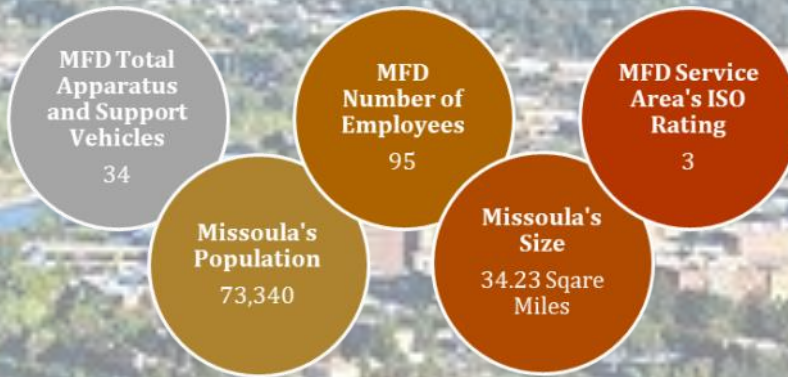 MFD Total
Apparatus
and Support
Vehicles
34
MFD
Number of
Employees
95
MFD Service
Area's ISO
Rating
3
Missoula's
Population
73,340
Missoula's
Size
34.23 Sqare
Miles